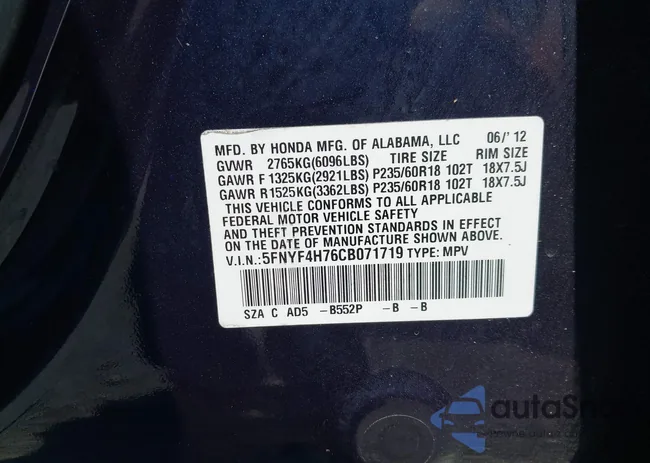 MFD. BY HONDA MFG. OF ALABAMA, LLC 06/' 12
GVWR 2765KG(6096LBS) TIRE SIZE RIM SIZE
GAWR F 1325KG(2921LBS) P235/60R18 102T 18X7.5J
GAWR R1525KG(3362LBS) P235/60R18 102T 18X7.5J
THIS VEHICLE CONFORMS TO ALL APPLICABLE
FEDERAL MOTOR VEHICLE SAFETY
AND THEFT PREVENTION STANDARDS IN EFFECT
ON THE DATE OF MANUFACTURE SHOWN ABOVE.
V.I.N.:5FNYF4H76CB071719 TYPE: MPV
SZA C AD5 -B552P -B -B